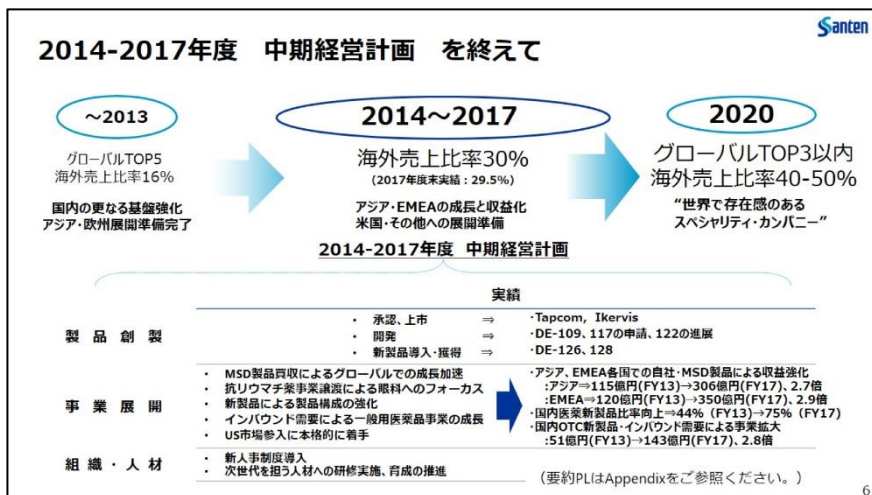 Santen
2014-2017年度　中期経営計画　を終えて
～2013
グローバルTOP5
海外売上比率16%
国内の更なる基盤強化
アジア・欧州展開準備完了
2014～2017
海外売上比率30%
(2017年度末実績：29.5%)
アジア・EMEAの成長と収益化
米国・その他への展開準備
2020
グローバルTOP3以内
海外売上比率40-50%
“世界で存在感のある
スペシャリティ・カンパニー”
2014-2017年度 中期経営計画
実績
製品創製
・ 承認、上市 ⇒ ・Tapcom, Ikervis
・ 開発 ⇒ ・DE-109、117の申請、122の進展
・ 新製品導入・獲得 ⇒ ・DE-126、128
事業展開
・ MSD製品買収によるグローバルでの成長加速
・ 抗リウマチ薬事業譲渡による眼科へのフォーカス
・ 新製品による製品構成の強化
・ インバウンド需要による一般用医薬品事業の成長
・ US市場参入に本格的に着手
・アジア、EMEA各国での自社・MSD製品による収益強化
:アジア⇒115億円(FY13)→306億円(FY17)、2.7倍
:EMEA⇒120億円(FY13)→350億円(FY17)、2.9倍
・国内医薬新製品比率向上⇒44%（FY13)→75%（FY17)
・国内OTC新製品・インバウンド需要による事業拡大
:51億円(FY13)→143億円(FY17)、2.8倍
組織・人材
・ 新人事制度導入
・ 次世代を担う人材への研修実施、育成の推進
（要約PLはAppendixをご参照ください。）
6